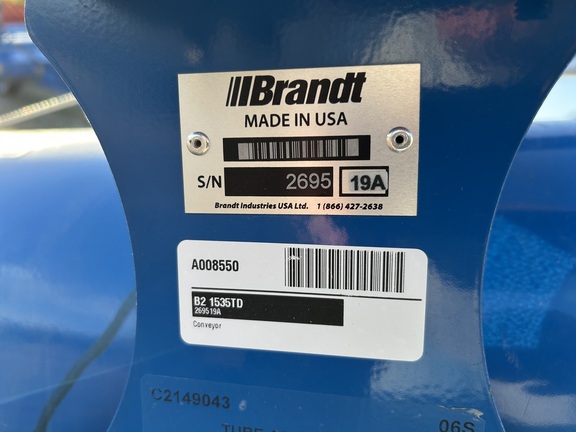 Brandt
MADE IN USA
S/N 2695 19A
Brandt Industries USA Ltd. 1 (866) 427-2638
A008550
B2 1535TD
269519A
Conveyor
C2149043
TUBE
06S